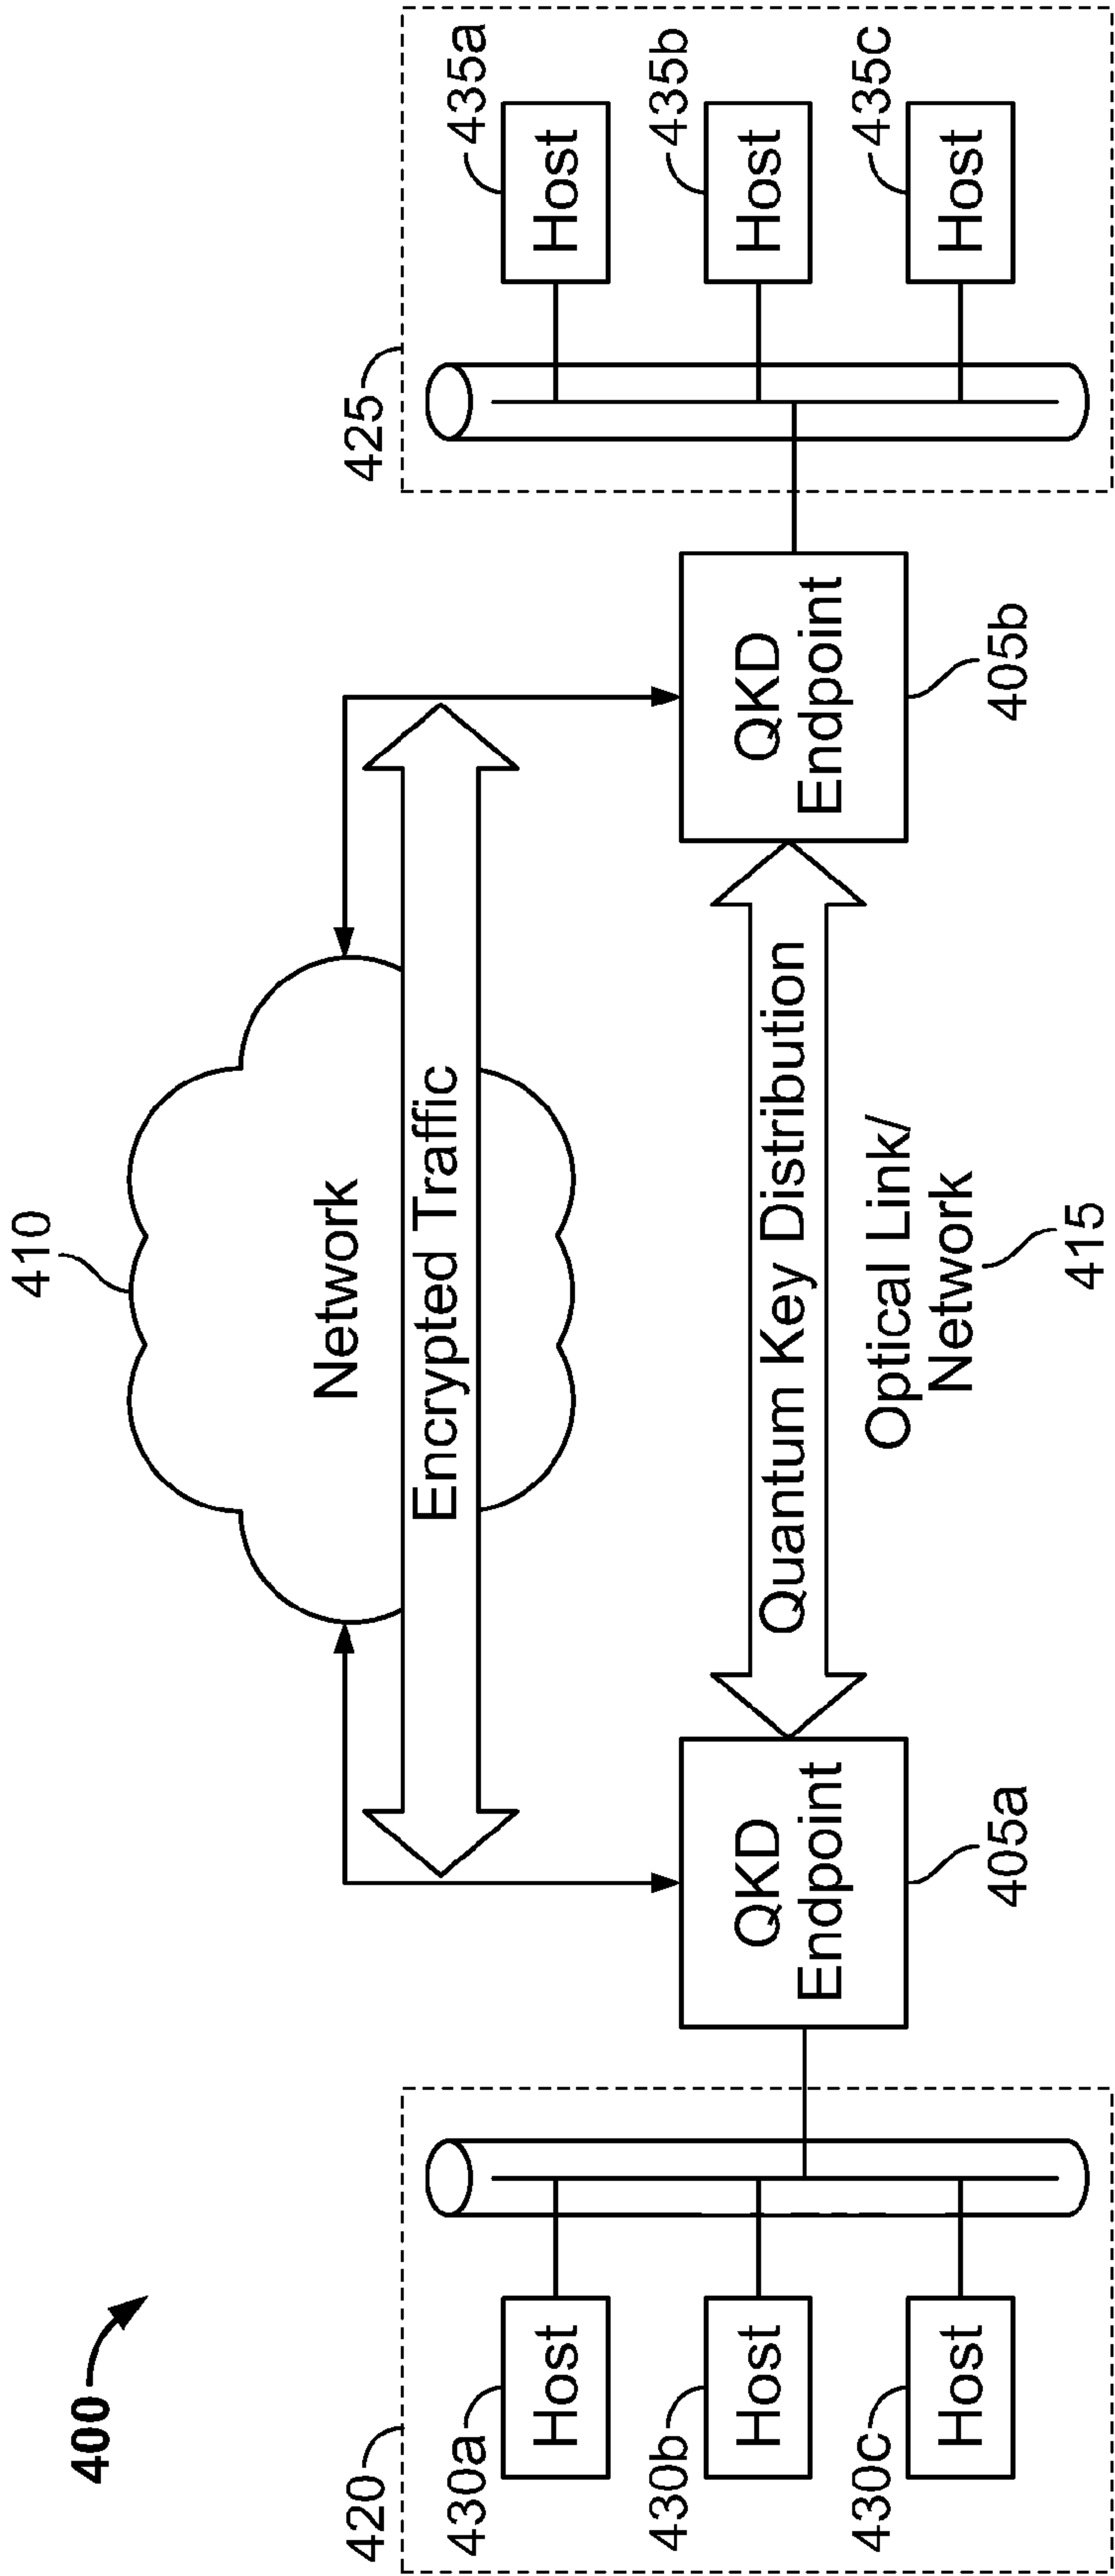 400
410
Network
Encrypted Traffic
420
425
430a
Host
430b
Host
430c
Host
QKD
Endpoint
405a
Quantum Key Distribution
Optical Link/
Network
415
QKD
Endpoint
405b
Host
435a
Host
435b
Host
435c